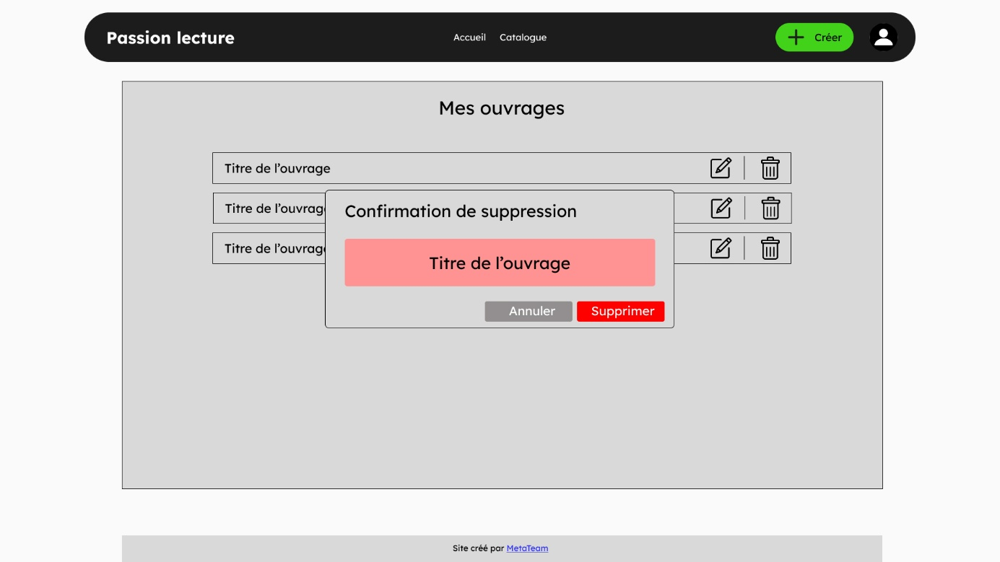 Passion lecture
Accueil Catalogue
Créer
Mes ouvrages
Titre de l’ouvrage
Titre de l’ouvrag
Titre de l’ouvrag
Confirmation de suppression
Titre de l’ouvrage
Annuler Supprimer
Site créé par MetaTeam